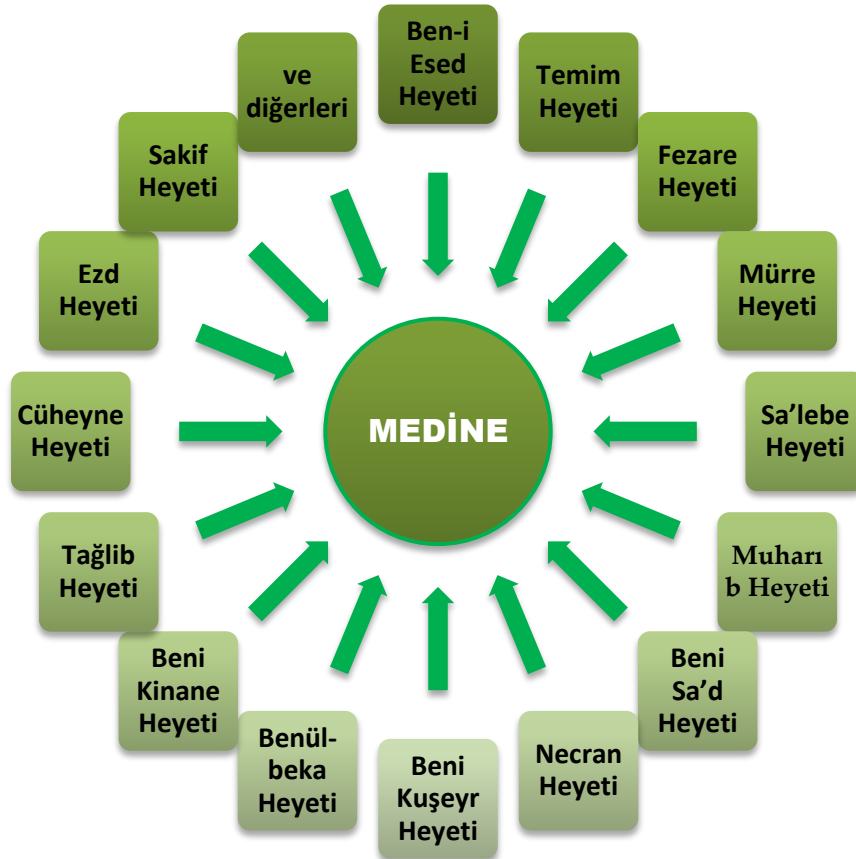 Ben-i
Esed
Heyeti
Temim
Heyeti
Fezare
Heyeti
Mürre
Heyeti
Sa’lebe
Heyeti
Muharı
b Heyeti
Beni
Sa’d
Heyeti
Necran
Heyeti
Beni
Kuşeyr
Heyeti
Benül-
beka
Heyeti
Beni
Kinane
Heyeti
Tağlib
Heyeti
Cüheyne
Heyeti
Ezd
Heyeti
Sakif
Heyeti
ve
diğerleri
MEDİNE